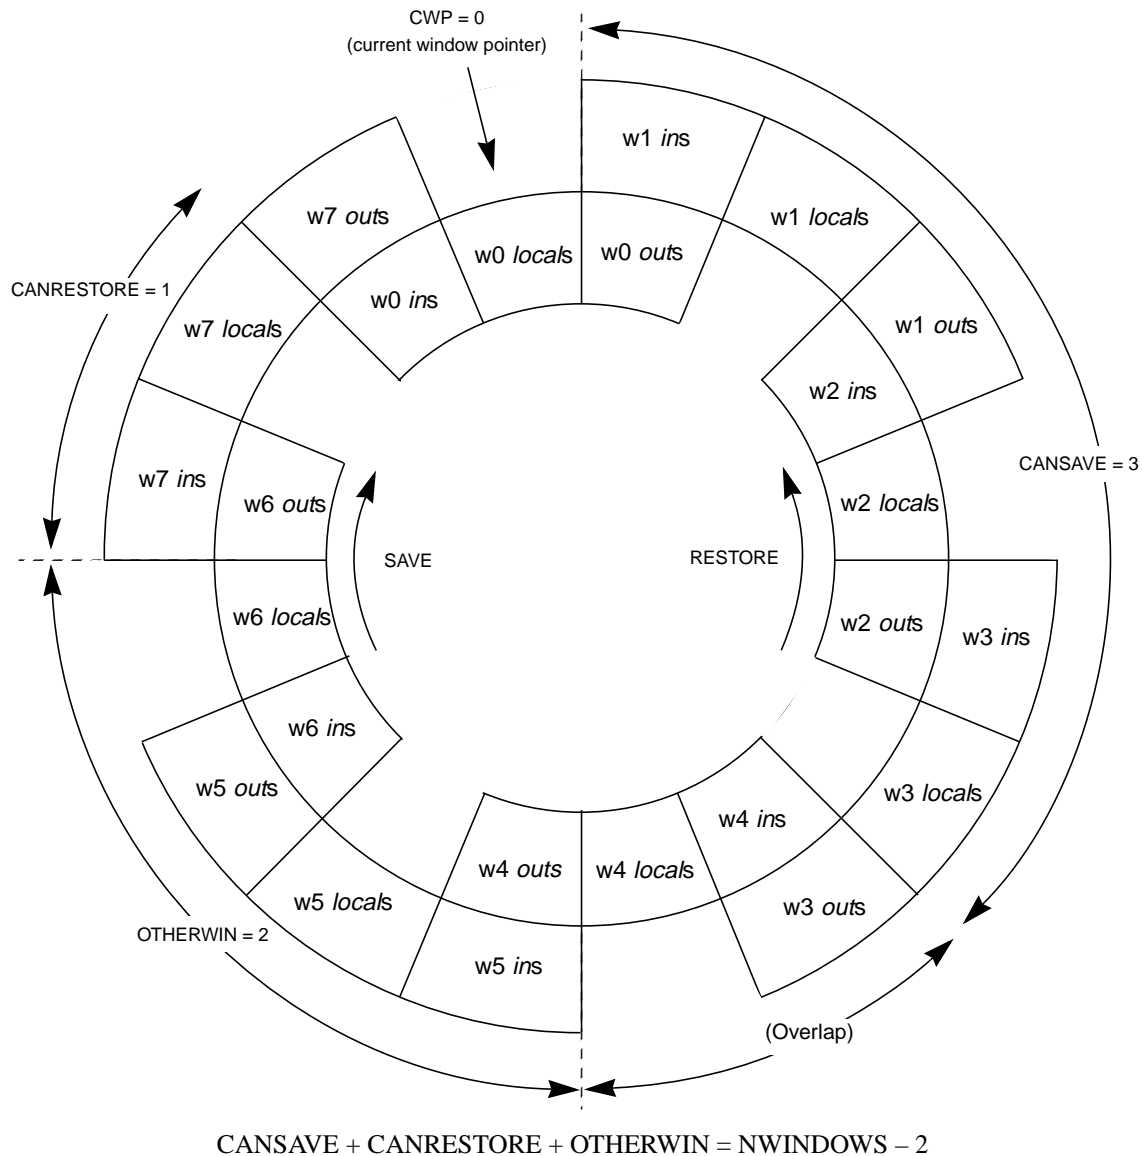 CWP = 0
(current window pointer)
w1 ins
w7 outs
w1 locals
w0 locals
w0 outs
CANRESTORE = 1
w0 ins
w7 locals
w1 outs
w2 ins
CANSAVE = 3
w7 ins
w6 outs
w2 locals
SAVE
RESTORE
w6 locals
w2 outs
w3 ins
w6 ins
w5 outs
w3 locals
w4 ins
w4 outs
w4 locals
w5 locals
w3 outs
OTHERWIN = 2
w5 ins
(Overlap)
CANSAVE + CANRESTORE + OTHERWIN = NWINDOWS – 2